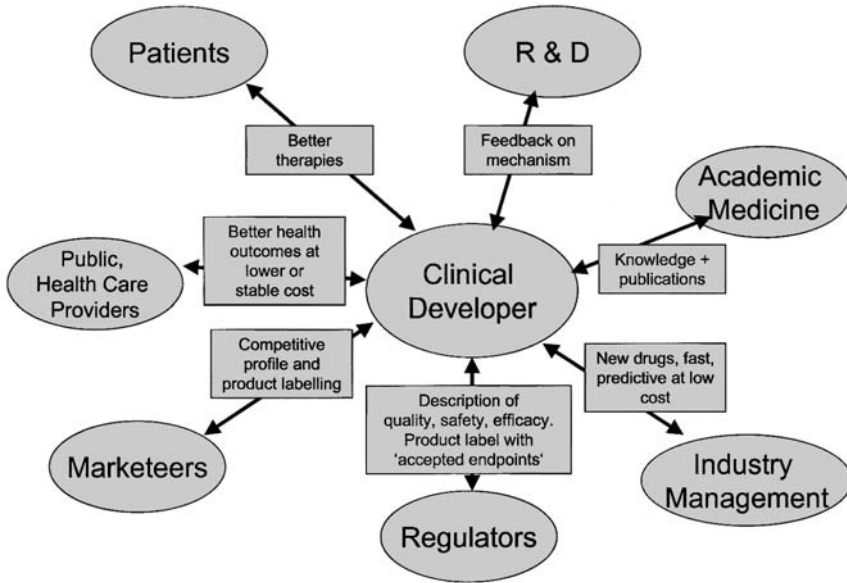 Patients
R & D
Better
therapies
Feedback on
mechanism
Academic
Medicine
Better health
outcomes at
lower or
stable cost
Public,
Health Care
Providers
Clinical
Developer
Knowledge +
publications
Competitive
profile and
product labelling
New drugs, fast,
predictive at low
cost
Description of
quality, safety, efficacy.
Product label with
‘accepted endpoints‘
Marketeers
Industry
Management
Regulators